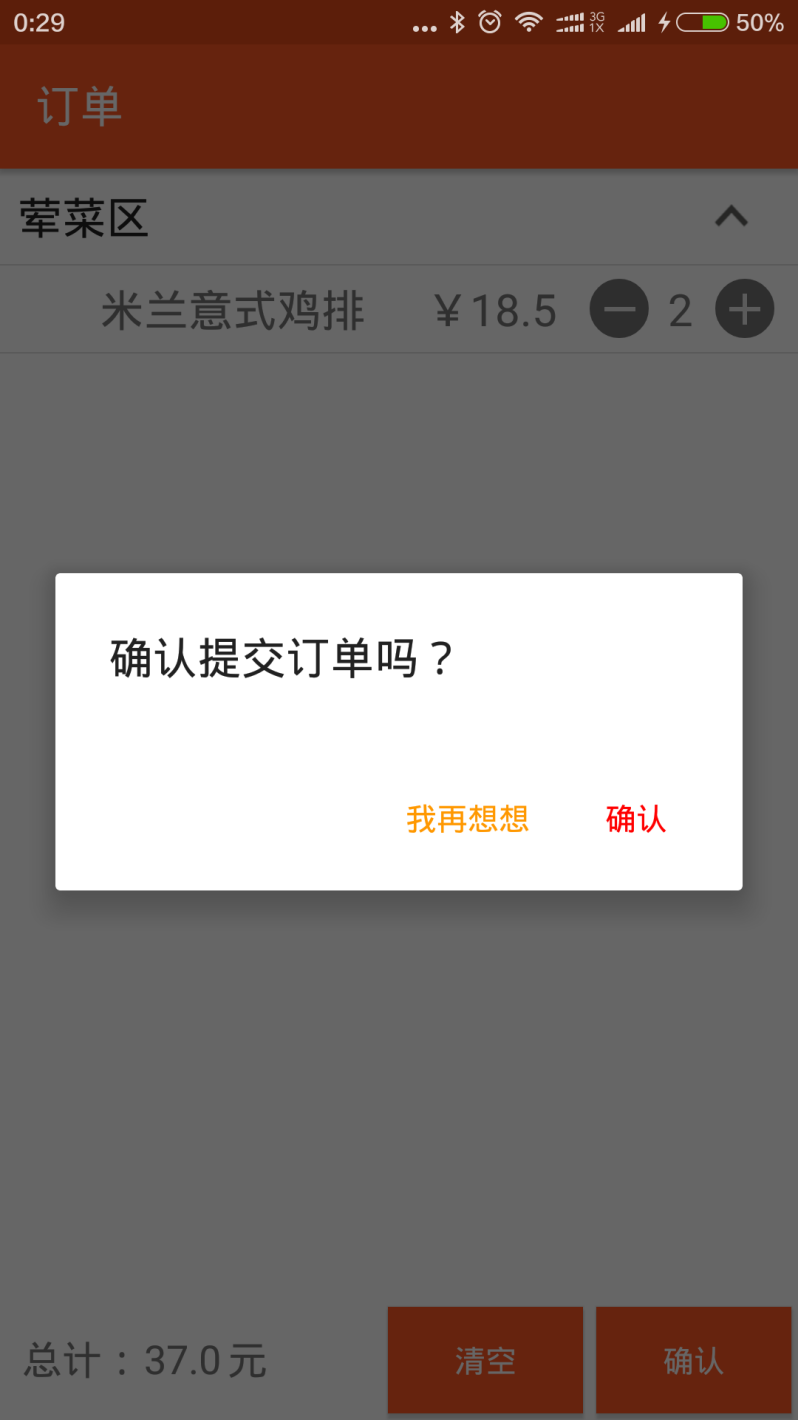 0:29
3G
1X
50%
订单
荤菜区
米兰意式鸡排 ￥18.5 2
确认提交订单吗？
我再想想 确认
总计：37.0元 清空 确认